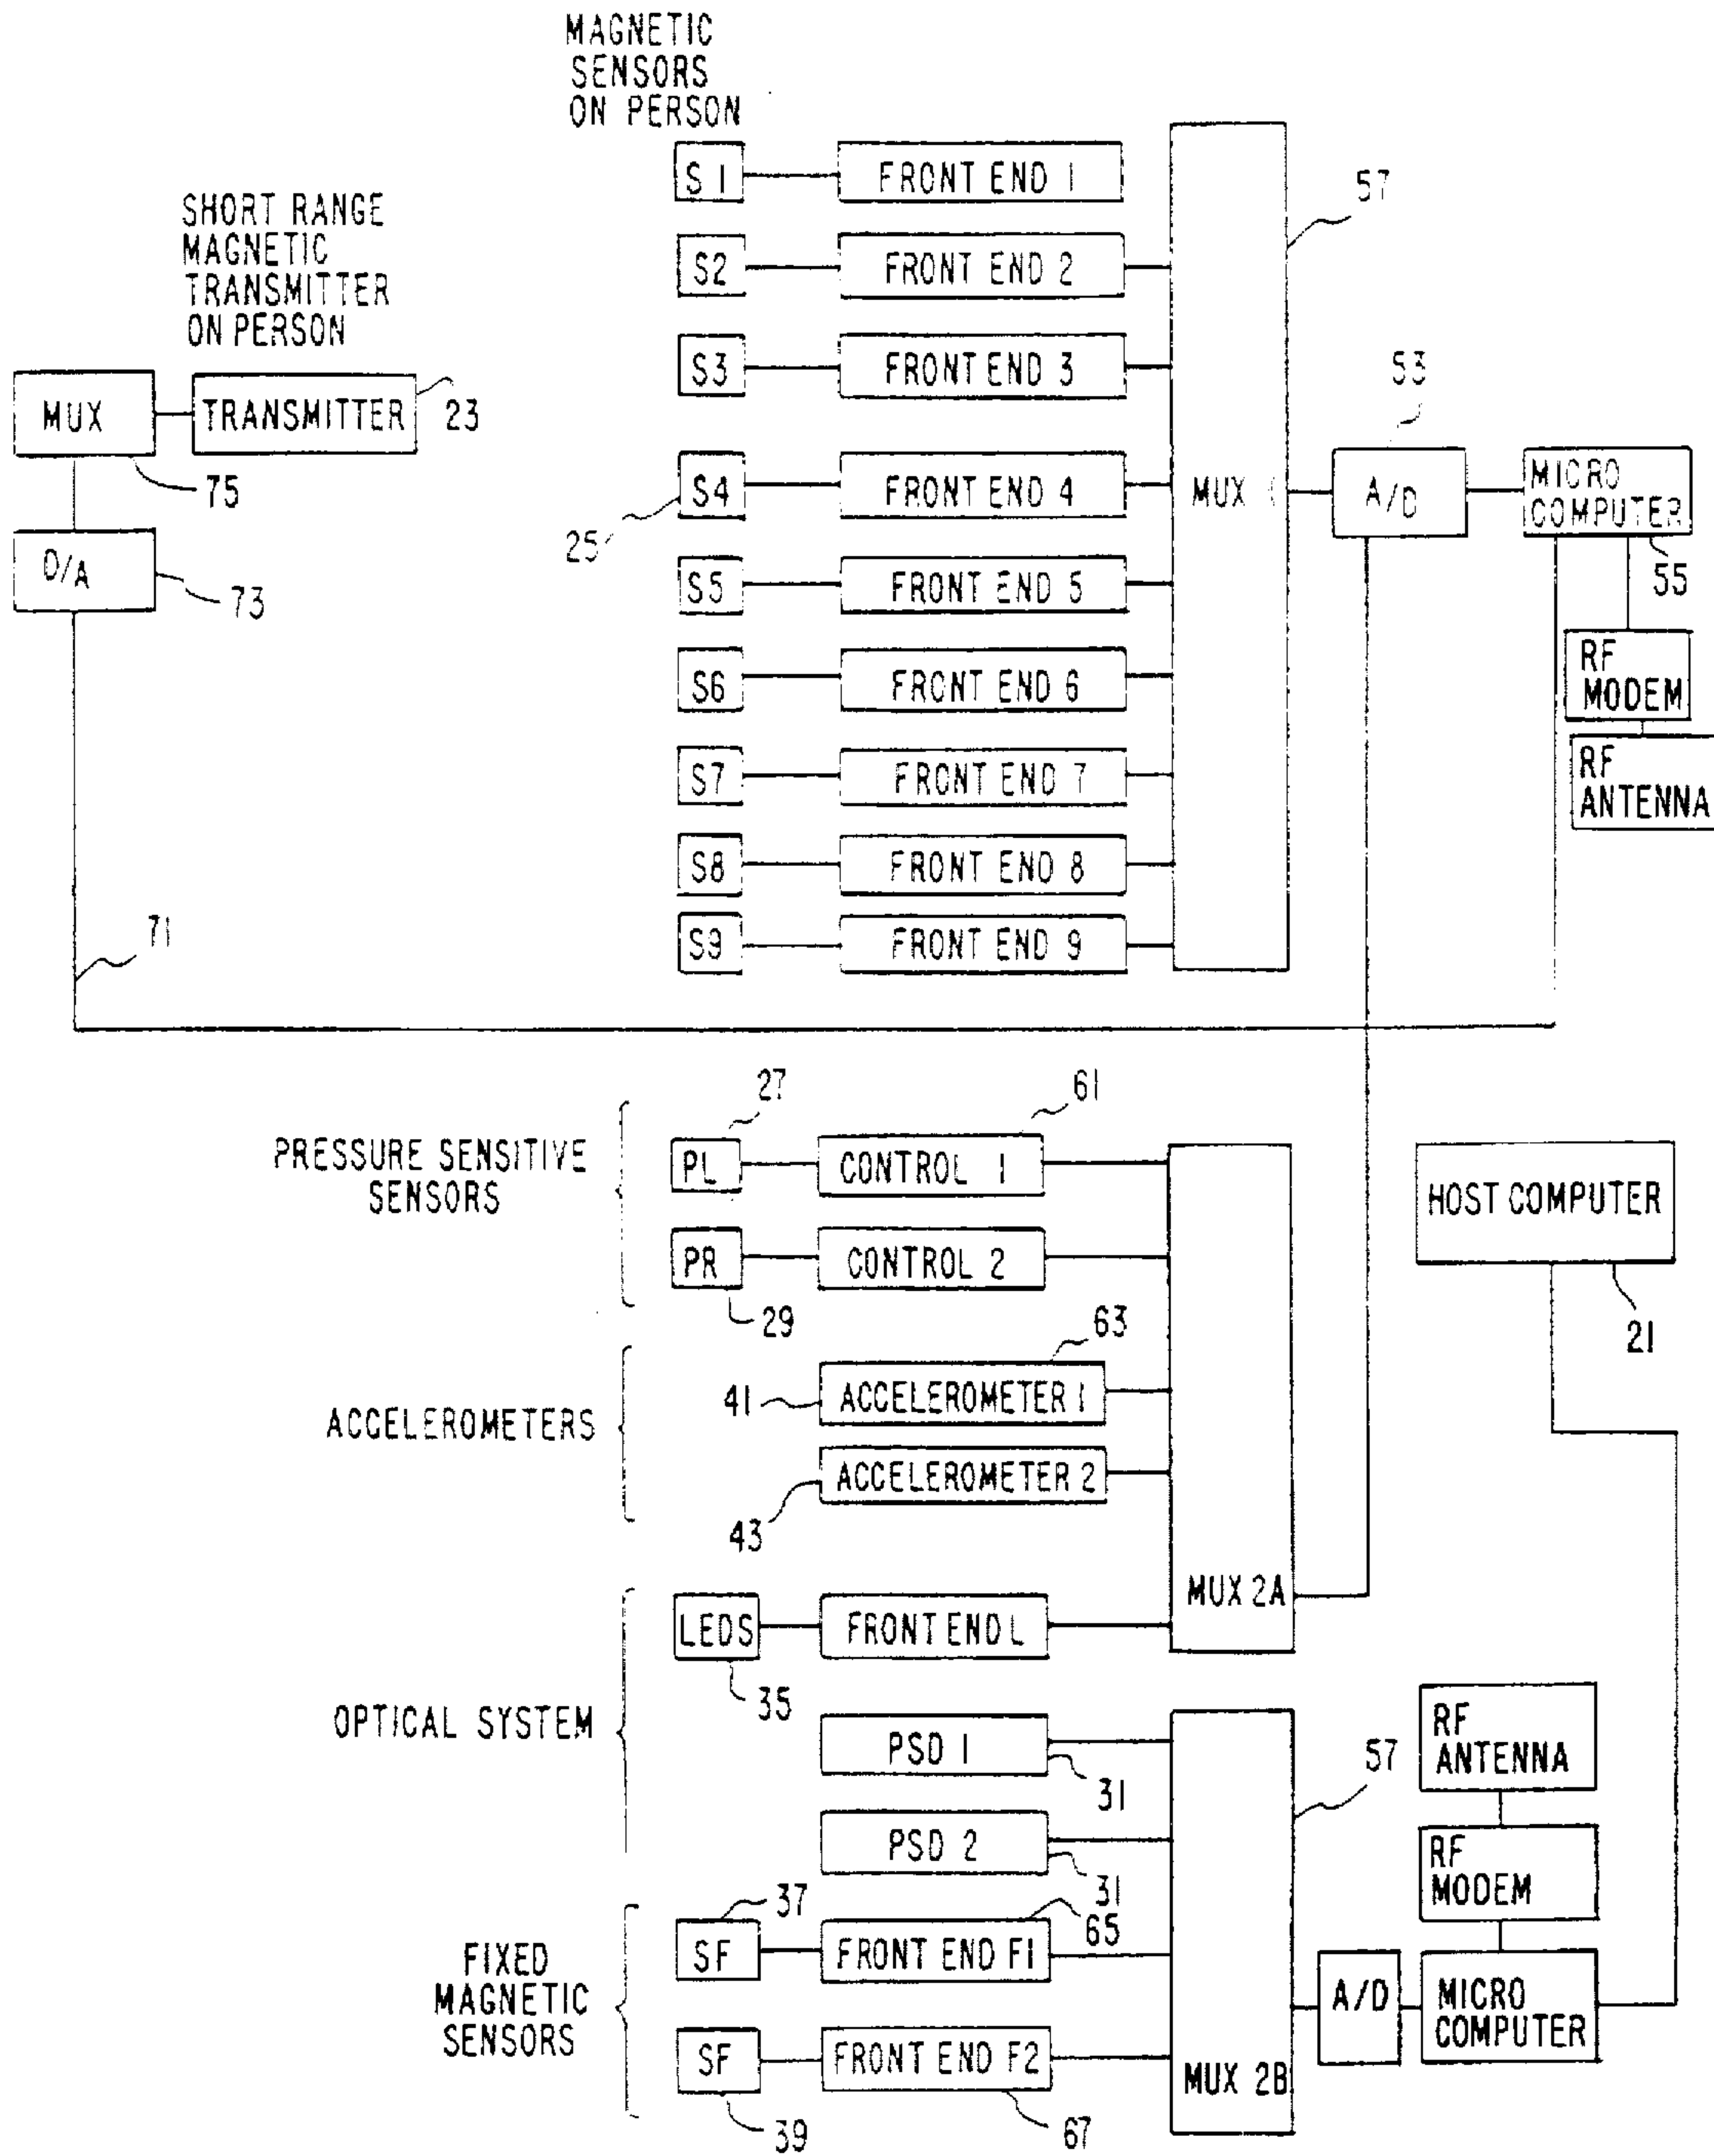 MAGNETIC
SENSORS
ON PERSON
S1
FRONT END 1
57
SHORT RANGE
MAGNETIC
TRANSMITTER
ON PERSON
S2
FRONT END 2
S3
FRONT END 3
53
MUX
TRANSMITTER
23
75
S4
FRONT END 4
MUX
A/D
MICRO
COMPUTER
25
55
D/A
73
S5
FRONT END 5
S6
FRONT END 6
RF
MODEM
S7
FRONT END 7
RF
ANTENNA
S8
FRONT END 8
S9
FRONT END 9
71
27
61
PRESSURE SENSITIVE
SENSORS
PL
CONTROL 1
HOST COMPUTER
PR
CONTROL 2
29
63
21
ACCELEROMETERS
41
ACCELEROMETER 1
ACCELEROMETER 2
43
MUX 2A
LEDS
FRONT END L
35
OPTICAL SYSTEM
PSD 1
31
57
RF
ANTENNA
PSD 2
31
RF
MODEM
37
65
FIXED
MAGNETIC
SENSORS
SF
FRONT END F1
A/D
MICRO
COMPUTER
SF
FRONT END F2
MUX 2B
39
67